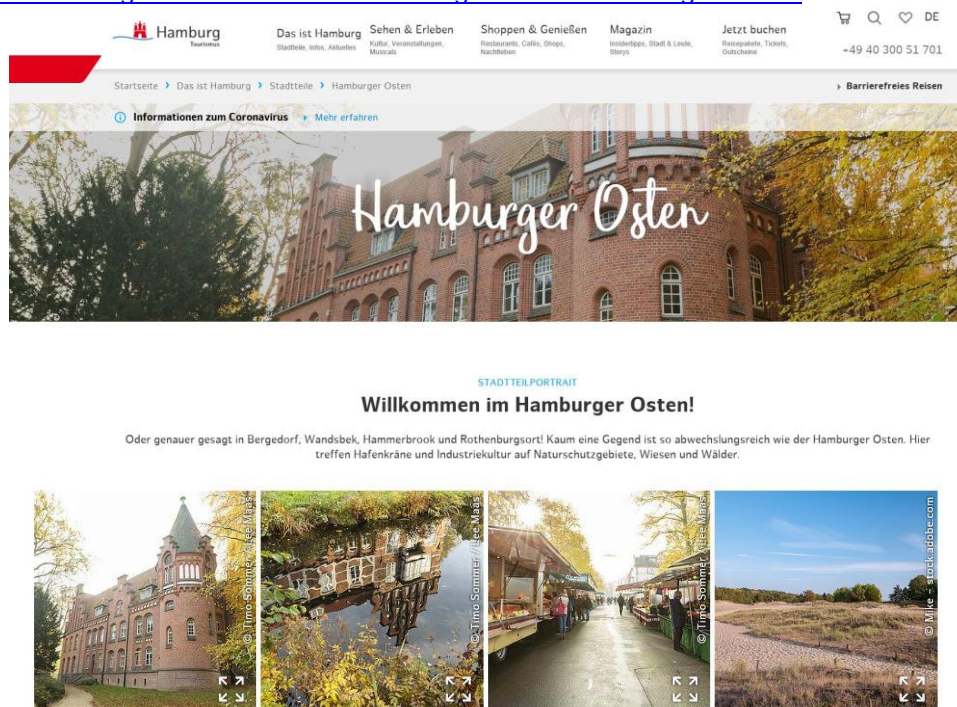 Hamburg
Tourismus
Das ist Hamburg
Stadtteile, Infos, Aktuelles
Sehen & Erleben
Kultur, Veranstaltungen,
Musicals
Shoppen & Genießen
Restaurants, Cafés, Shops,
Nachtleben
Magazin
Insidertipps, Stadt & Leute,
Storys
Jetzt buchen
Reisepakete, Tickets,
Gutscheine
DE
+49 40 300 51 701
Startseite > Das ist Hamburg > Stadtteile > Hamburger Osten
Barrierefreies Reisen
Informationen zum Coronavirus
Mehr erfahren
Hamburger Osten
STADTTEILPORTRAIT
Willkommen im Hamburger Osten!
Oder genauer gesagt in Bergedorf, Wandsbek, Hammerbrook und Rothenburgsort! Kaum eine Gegend ist so abwechslungsreich wie der Hamburger Osten. Hier
treffen Hafenkräne und Industriekultur auf Naturschutzgebiete, Wiesen und Wälder.
© Timo Sommer / Lee Maas
© Timo Sommer / Lee Maas
© Timo Sommer / Lee Maas
© Mike – stock.adobe.com